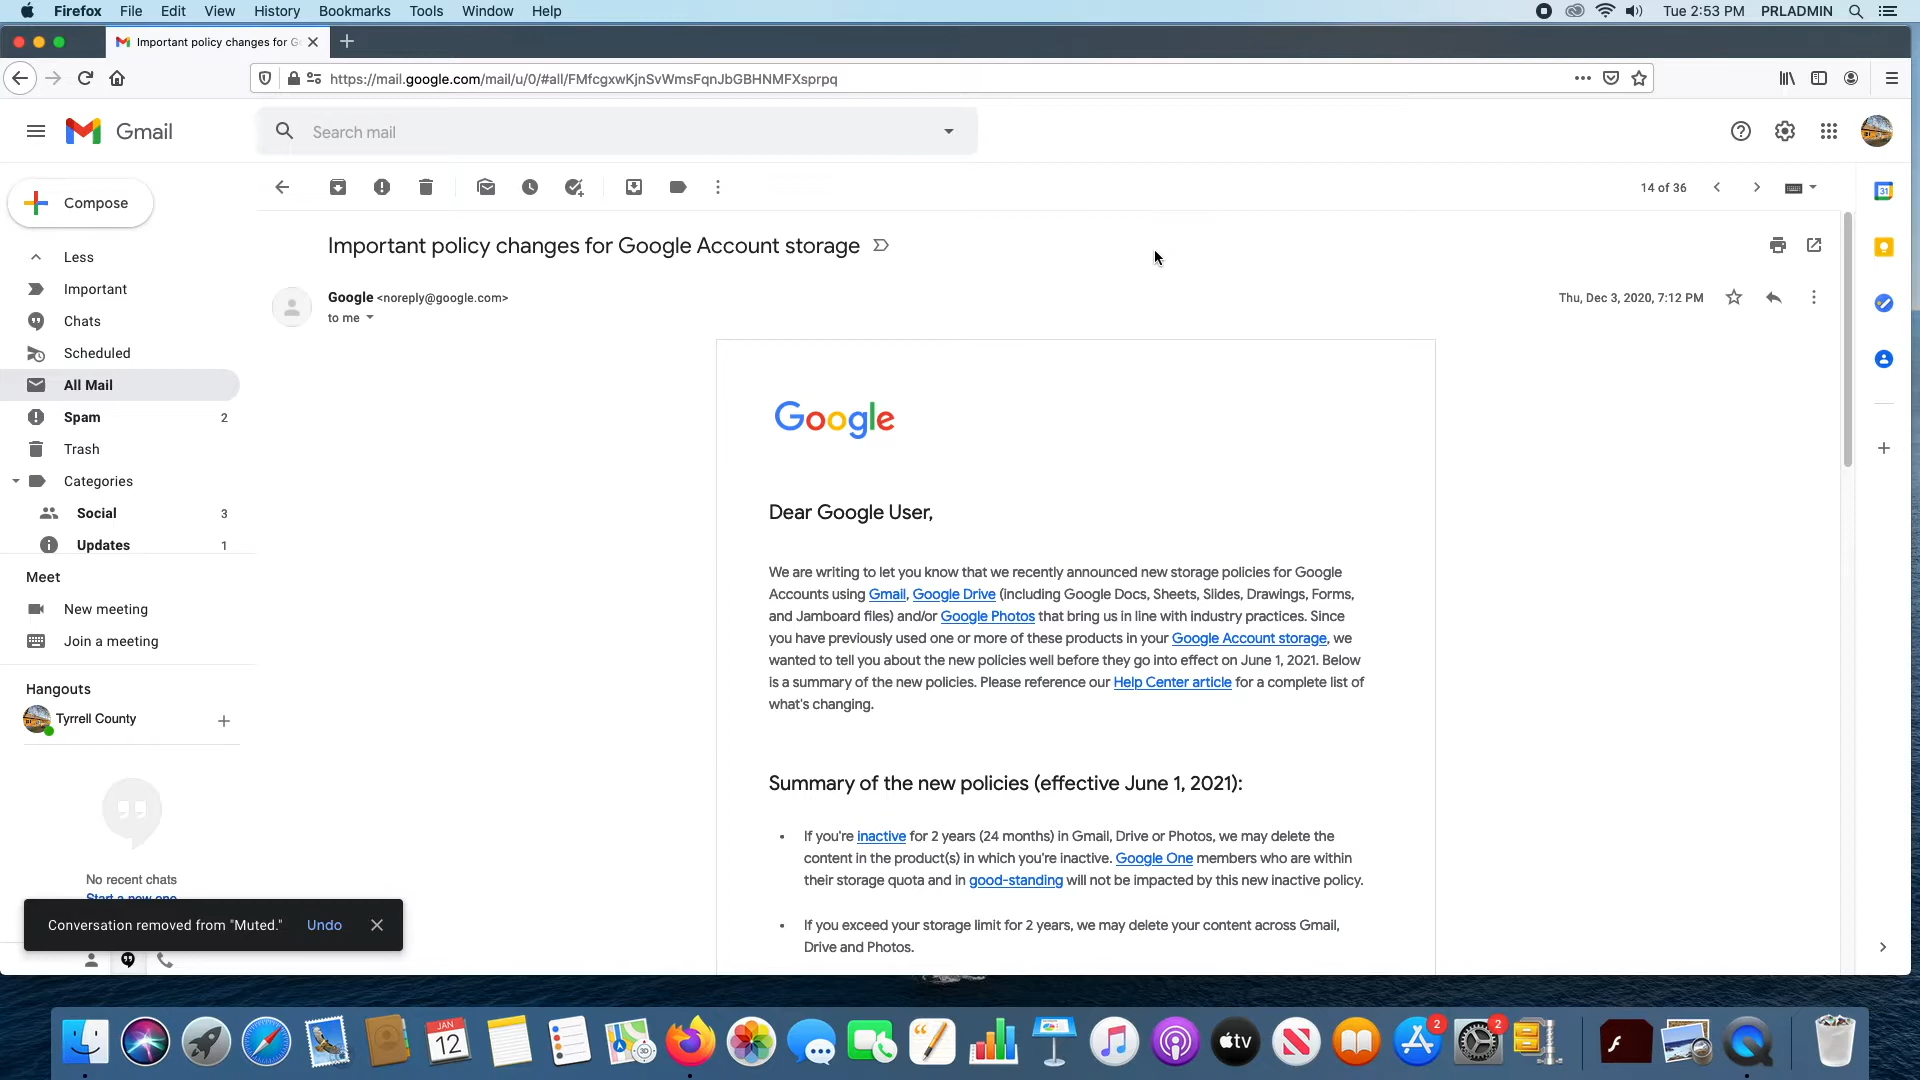 Firefox File Edit View History Bookmarks Tools Window Help Tue 2:53 PM PRLADMIN
Important policy changes for G
https://mail.google.com/mail/u/0/#all/FMfcgxwKjnSvWmsFqnJbGBHNMFXsprpq
Gmail
Search mail
14 of 36
Compose
Less
Important
Chats
Scheduled
All Mail
Spam 2
Trash
Categories
Social 3
Updates 1
Meet
New meeting
Join a meeting
Hangouts
Tyrrell County
No recent chats
Start a new one
Conversation removed from "Muted." Undo
Important policy changes for Google Account storage
Google <noreply@google.com>
to me
Thu, Dec 3, 2020, 7:12 PM
Google
Dear Google User,
We are writing to let you know that we recently announced new storage policies for Google
Accounts using Gmail, Google Drive (including Google Docs, Sheets, Slides, Drawings, Forms,
and Jamboard files) and/or Google Photos that bring us in line with industry practices. Since
you have previously used one or more of these products in your Google Account storage, we
wanted to tell you about the new policies well before they go into effect on June 1, 2021. Below
is a summary of the new policies. Please reference our Help Center article for a complete list of
what's changing.
Summary of the new policies (effective June 1, 2021):
• If you're inactive for 2 years (24 months) in Gmail, Drive or Photos, we may delete the
content in the product(s) in which you're inactive. Google One members who are within
their storage quota and in good-standing will not be impacted by this new inactive policy.
• If you exceed your storage limit for 2 years, we may delete your content across Gmail,
Drive and Photos.
31
JAN
12
3D
tv
2
2